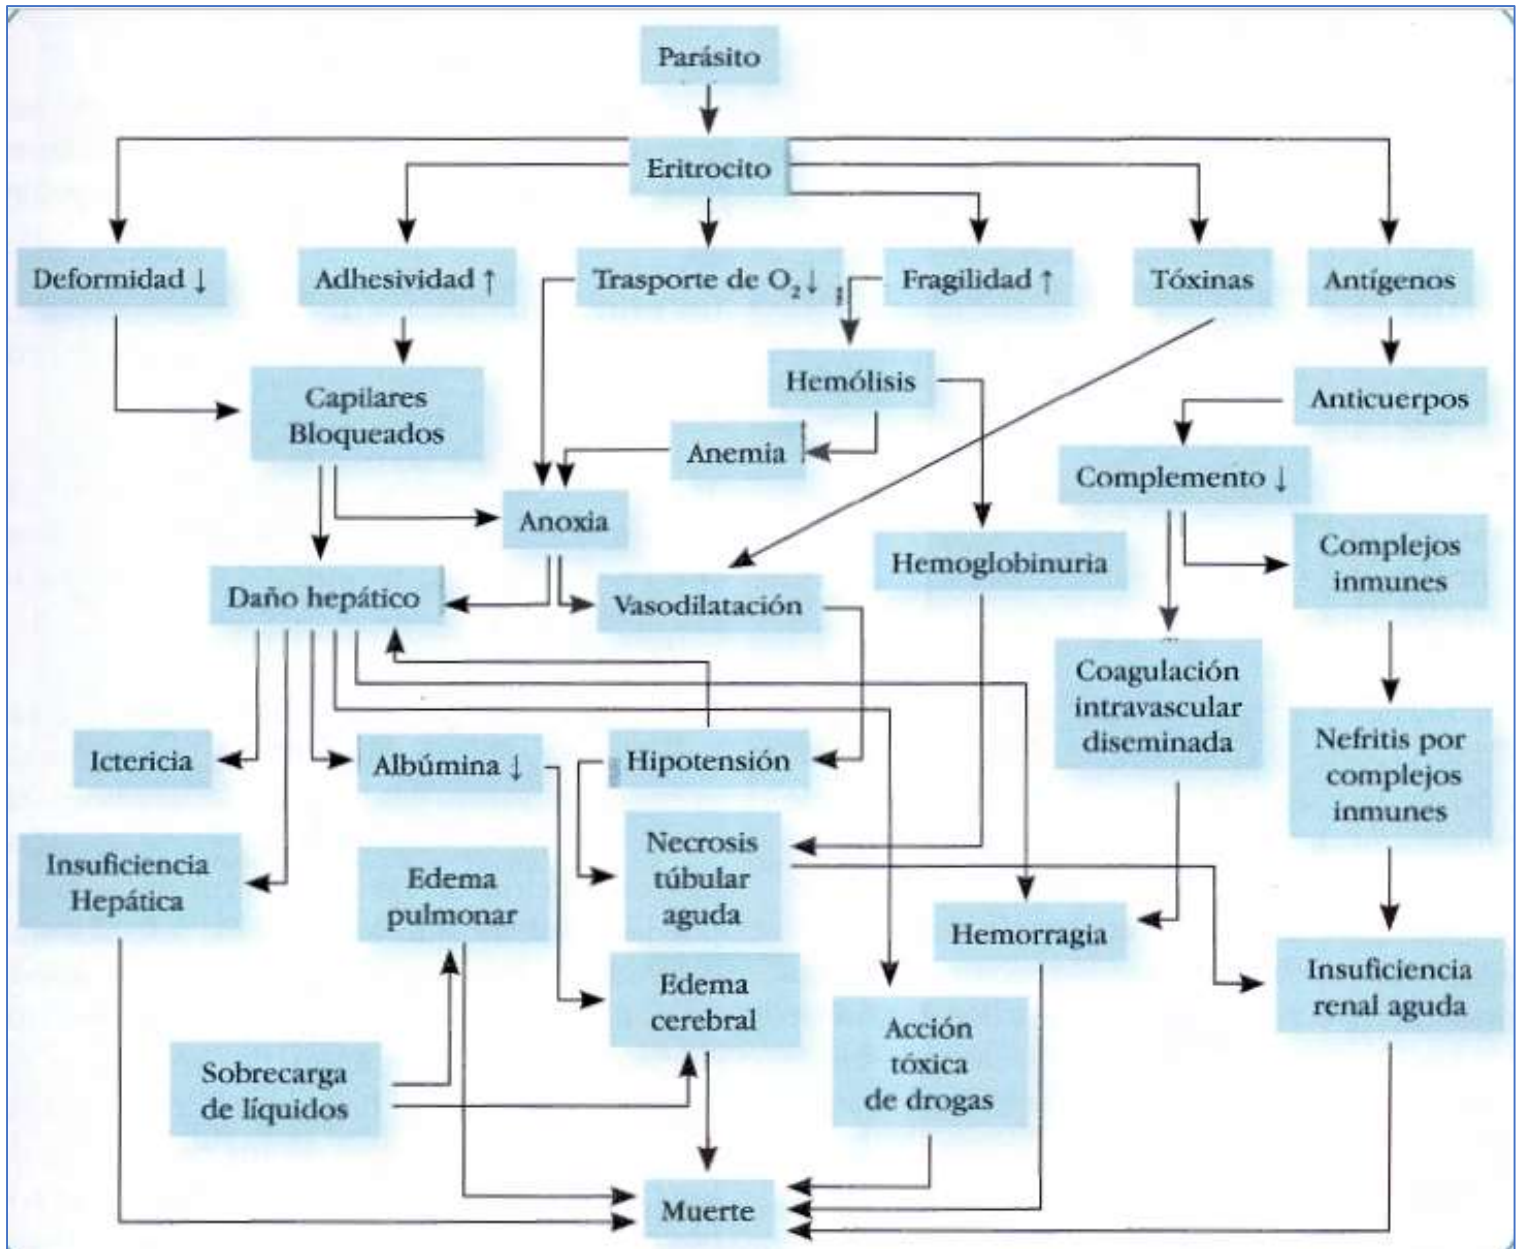 Parásito
Eritrocito
Deformidad ↓
Adhesividad ↑
Trasporte de O₂ ↓
Fragilidad ↑
Tóxinas
Antígenos
Hemólisis
Capilares
Bloqueados
Anticuerpos
Anemia
Complemento ↓
Anoxia
Hemoglobinuria
Complejos
inmunes
Daño hepático
Vasodilatación
Coagulación
intravascular
diseminada
Ictericia
Albúmina ↓
Hipotensión
Nefritis por
complejos
inmunes
Insuficiencia
Hepática
Edema
pulmonar
Necrosis
túbular
aguda
Hemorragia
Edema
cerebral
Insuficiencia
renal aguda
Acción
tóxica
de drogas
Sobrecarga
de líquidos
Muerte